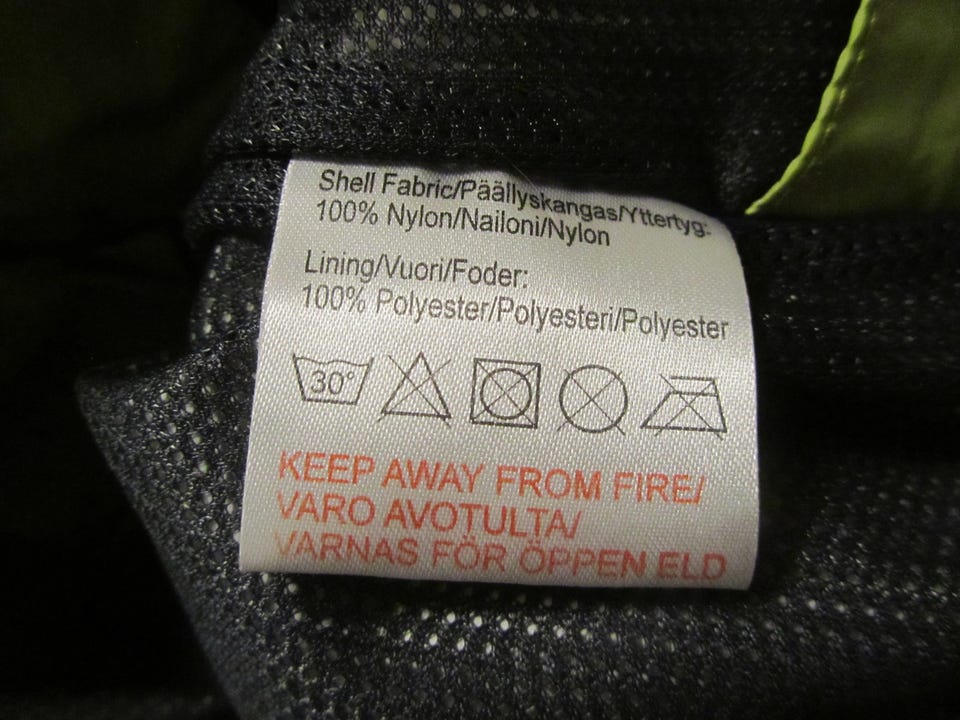 Shell Fabric/Päällyskangas/Yttertyg:
100% Nylon/Nailoni/Nylon
Lining/Vuori/Foder:
100% Polyester/Polyesteri/Polyester
30°
KEEP AWAY FROM FIRE/
VARO AVOTULTA/
VARNAS FÖR ÖPPEN ELD